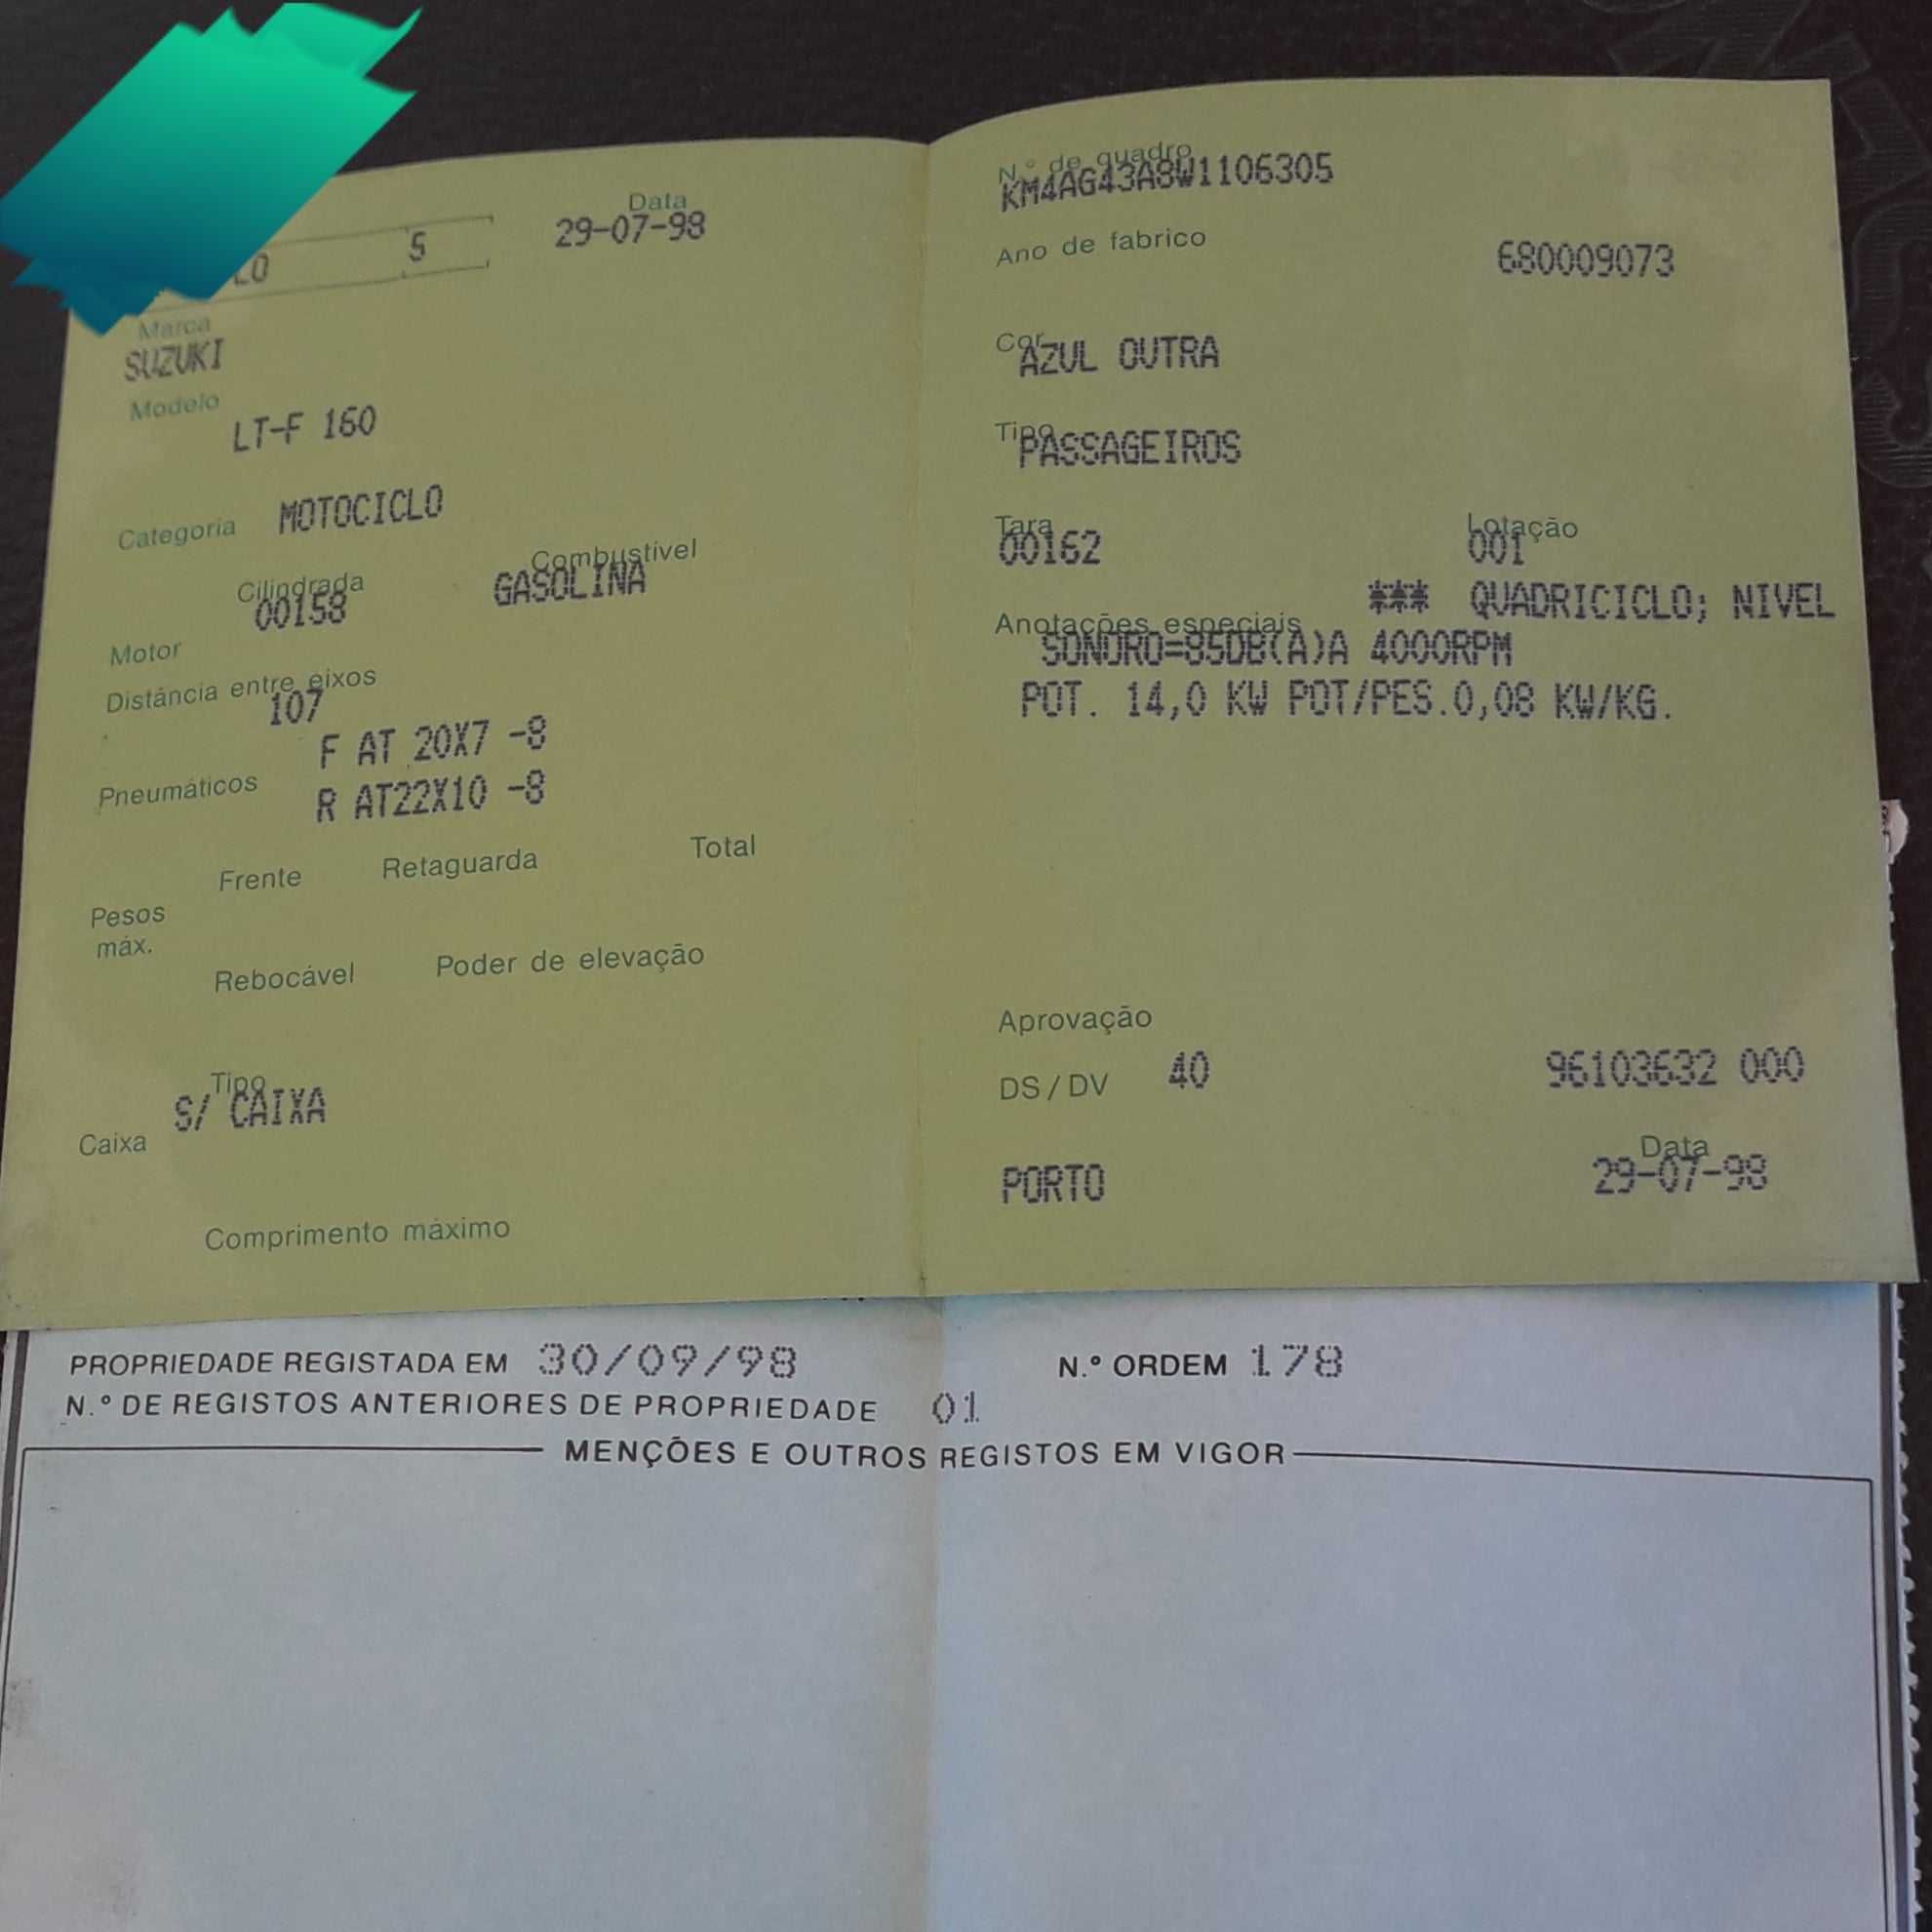 Data
29-07-98
LO 5
Marca
SUZUKI
Modelo
LT-F 160
Categoria MOTOCICLO
Cilindrada Combustível
00158 GASOLINA
Motor
Distância entre eixos
107
F AT 20X7 -8
Pneumáticos
R AT22X10 -8
Frente Retaguarda Total
Pesos
máx.
Rebocável Poder de elevação
Tipo
S/ CAIXA
Caixa
Comprimento máximo
N.º de quadro
KM4AG43A8W1106305
Ano de fabrico
680009073
Cor
AZUL OUTRA
Tipo
PASSAGEIROS
Tara Lotação
00162 001
*** QUADRICICLO; NIVEL
Anotações especiais
SONORO=85DB(A)A 4000RPM
POT. 14,0 KW POT/PES.0,08 KW/KG.
Aprovação
DS/DV 40 96103632 000
Data
PORTO 29-07-98
PROPRIEDADE REGISTADA EM 30/09/98 N.º ORDEM 178
N.º DE REGISTOS ANTERIORES DE PROPRIEDADE 01
MENÇÕES E OUTROS REGISTOS EM VIGOR